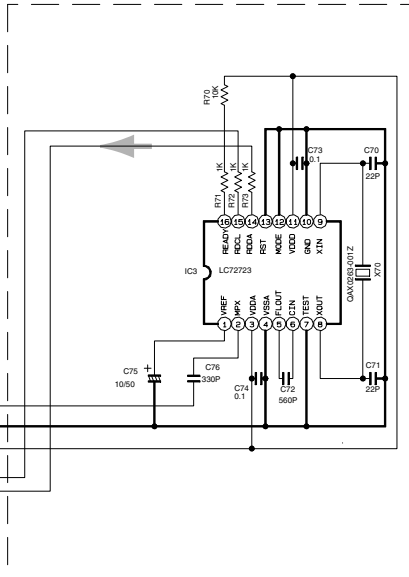 R70
10K
1K
1K
1K
R71
R72
R73
C73
0.1
C70
22P
16
15
14
13
12
11
10
9
READY
RDCL
RDDA
RST
MODE
VDDD
GND
XIN
IC3
LC72723
QAX0263-001Z
X70
VREF
MPX
VDDA
VSSA
FLOUT
CIN
TEST
XOUT
1
2
3
4
5
6
7
8
C75
+
10/50
C76
330P
C74
0.1
C72
560P
C71
22P